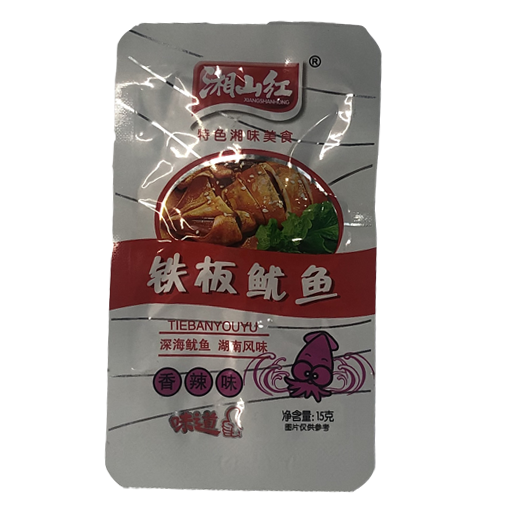 湘山红
XIANGSHANHONG
®
特色湘味美食
铁板鱿鱼
TIEBANYOUYU
深海鱿鱼 湖南风味
香辣味
味道
净含量:15克
图片仅供参考